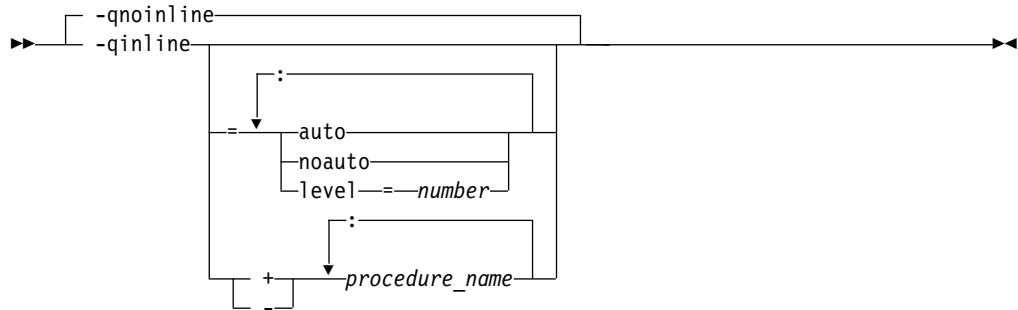 -qnoinline
-qinline
:
= auto
noauto
level = number
:
+ procedure_name
-